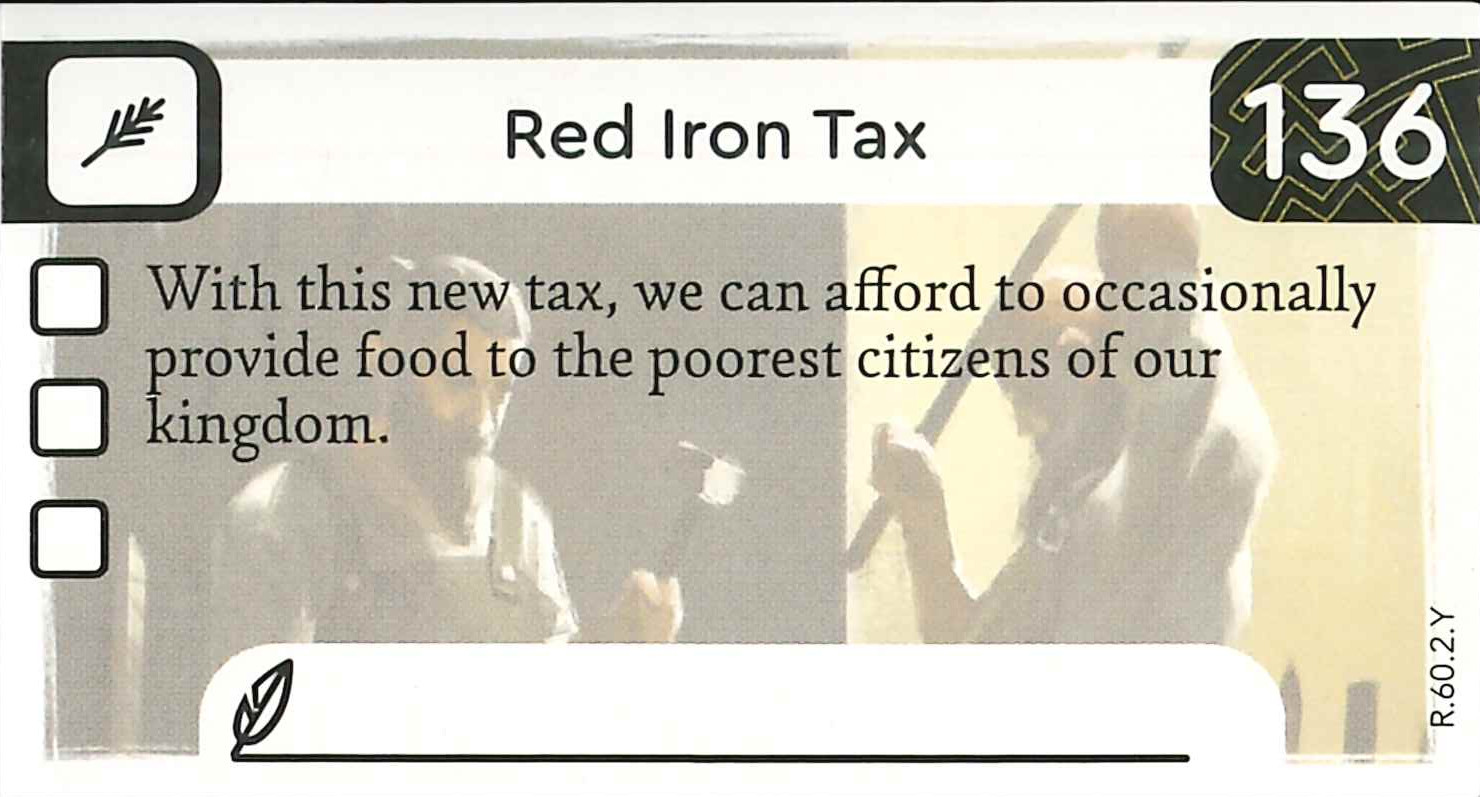 Red Iron Tax
136
With this new tax, we can afford to occasionally
provide food to the poorest citizens of our
kingdom.
R.60.2.Y